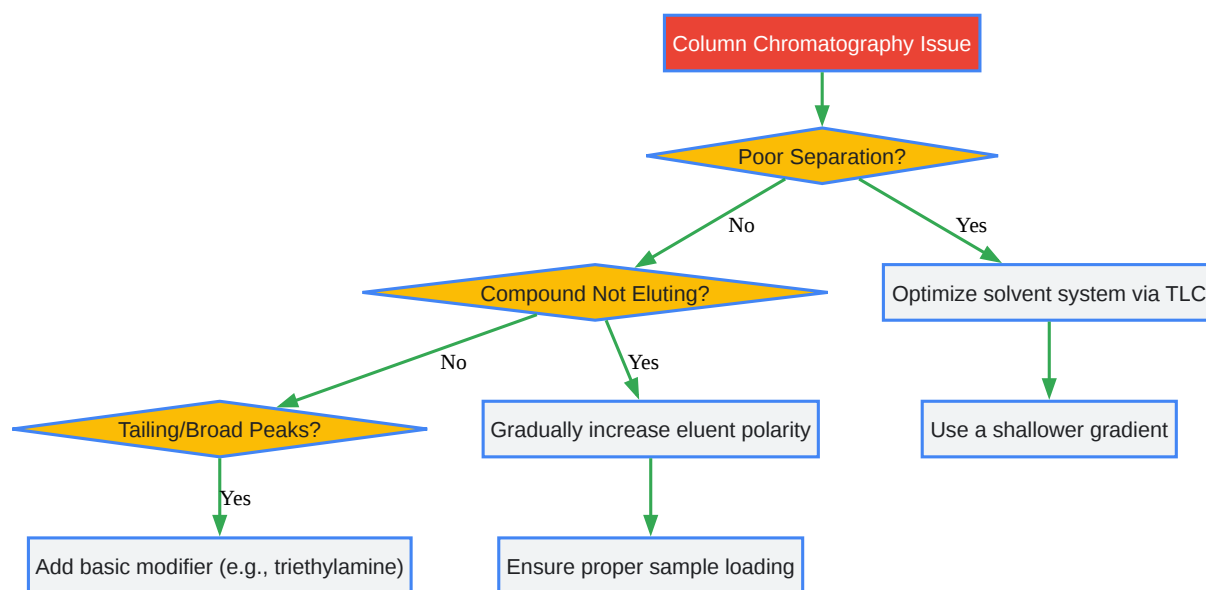 Column Chromatography Issue
Poor Separation?
No
Yes
Compound Not Eluting?
Optimize solvent system via TLC
No
Yes
Tailing/Broad Peaks?
Gradually increase eluent polarity
Use a shallower gradient
Yes
Add basic modifier (e.g., triethylamine)
Ensure proper sample loading